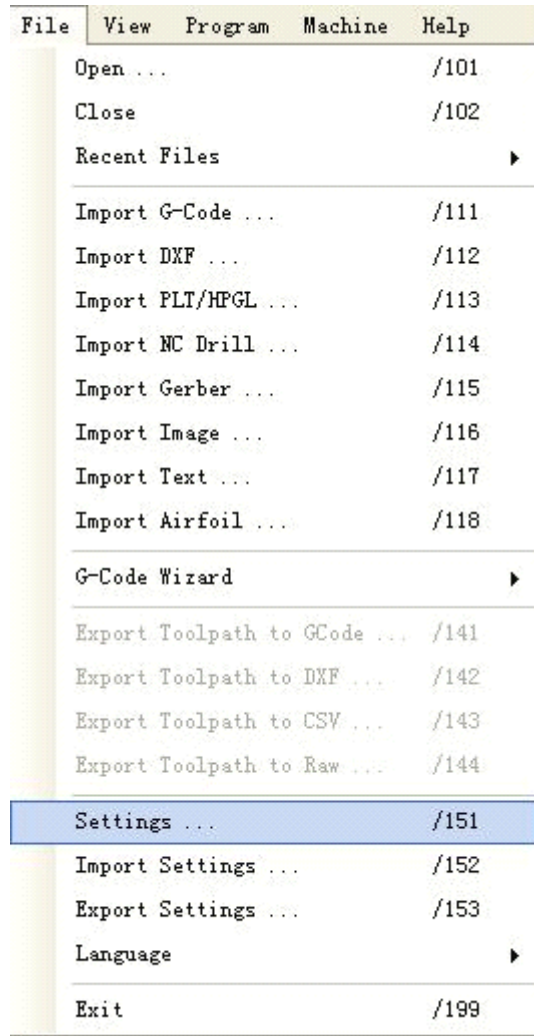 File View Program Machine Help
Open ... /101
Close /102
Recent Files
Import G-Code ... /111
Import DXF ... /112
Import PLT/HPGL ... /113
Import NC Drill ... /114
Import Gerber ... /115
Import Image ... /116
Import Text ... /117
Import Airfoil ... /118
G-Code Wizard
Export Toolpath to GCode ... /141
Export Toolpath to DXF ... /142
Export Toolpath to CSV ... /143
Export Toolpath to Raw ... /144
Settings ... /151
Import Settings ... /152
Export Settings ... /153
Language
Exit /199